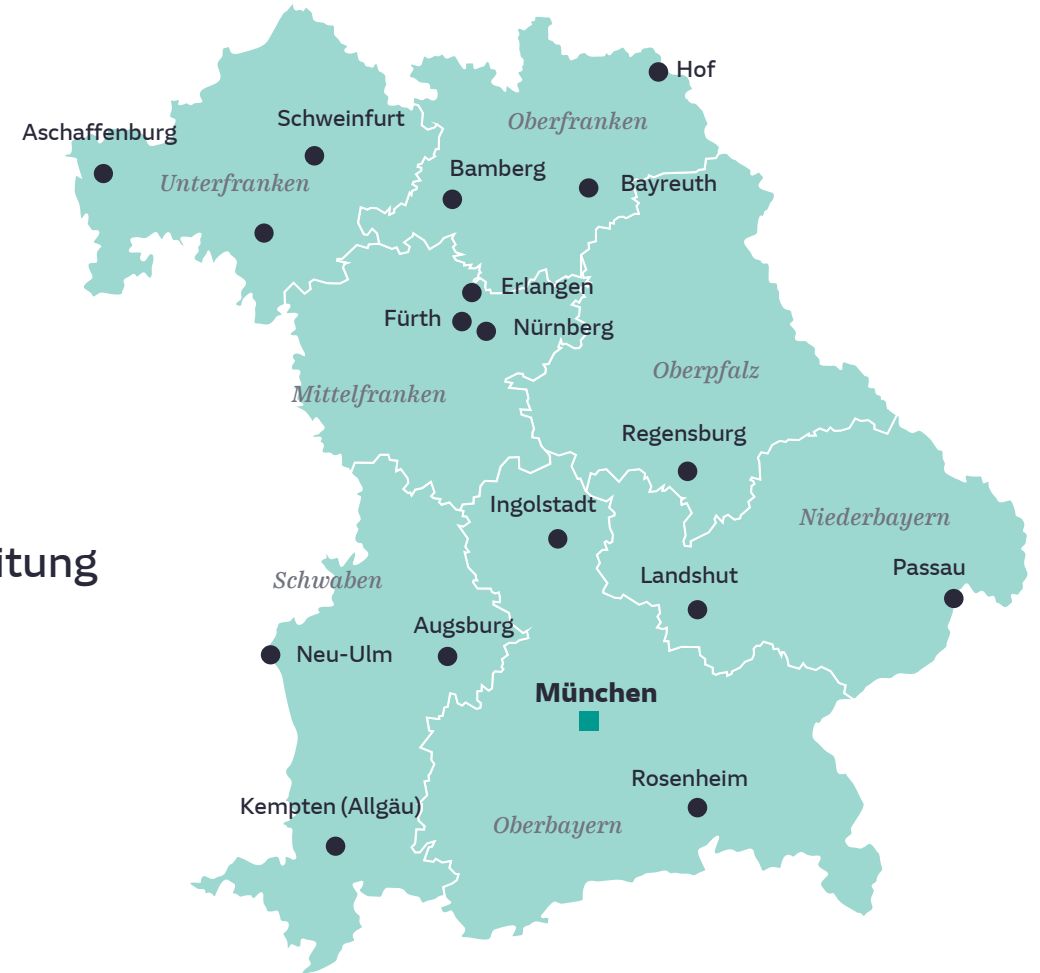 Hof
Schweinfurt
Oberfranken
Aschaffenburg
Bamberg
Unterfranken
Bayreuth
Erlangen
Fürth
Nürnberg
Oberpfalz
Mittelfranken
Regensburg
Ingolstadt
Niederbayern
itung
Passau
Landshut
Schwaben
Augsburg
Neu-Ulm
München
Rosenheim
Kempten (Allgäu)
Oberbayern